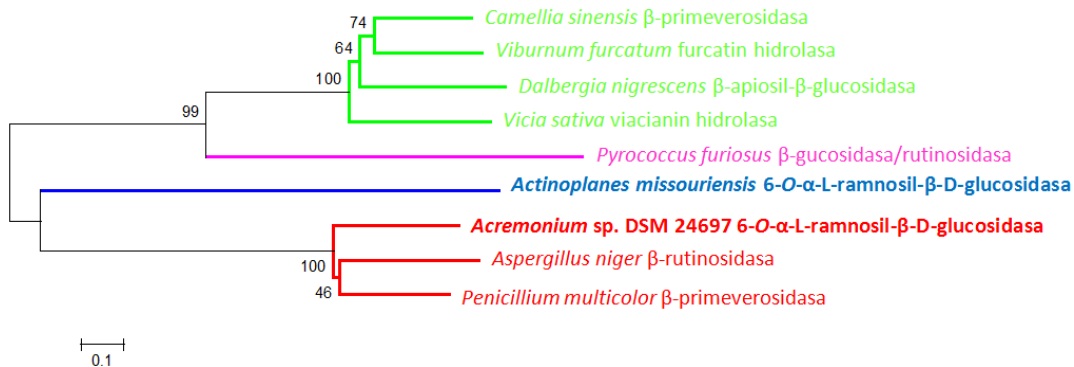 Camellia sinensis β-primeverosidasa
74
Viburnum furcatum furcatin hidrolasa
64
Dalbergia nigrescens β-apiosil-β-glucosidasa
100
Vicia sativa viacianin hidrolasa
99
Pyrococcus furiosus β-gucosidasa/rutinosidasa
Actinoplanes missouriensis 6-O-α-L-ramnosil-β-D-glucosidasa
Acremonium sp. DSM 24697 6-O-α-L-ramnosil-β-D-glucosidasa
Aspergillus niger β-rutinosidasa
100
46
Penicillium multicolor β-primeverosidasa
0.1